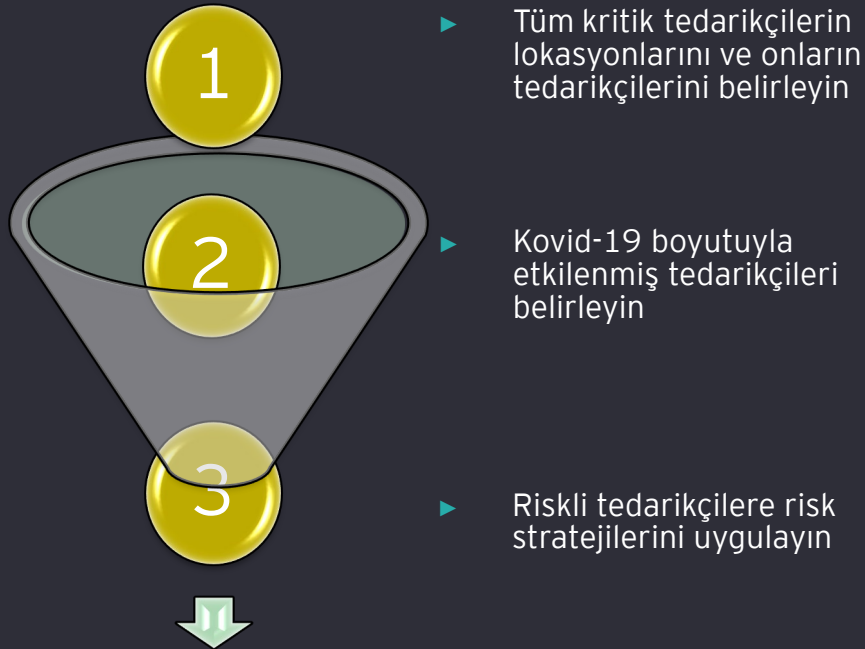 1
► Tüm kritik tedarikçilerin
lokasyonlarını ve onların
tedarikçilerini belirleyin
2
► Kovid-19 boyutuyla
etkilenmiş tedarikçileri
belirleyin
3
► Riskli tedarikçilere risk
stratejilerini uygulayın